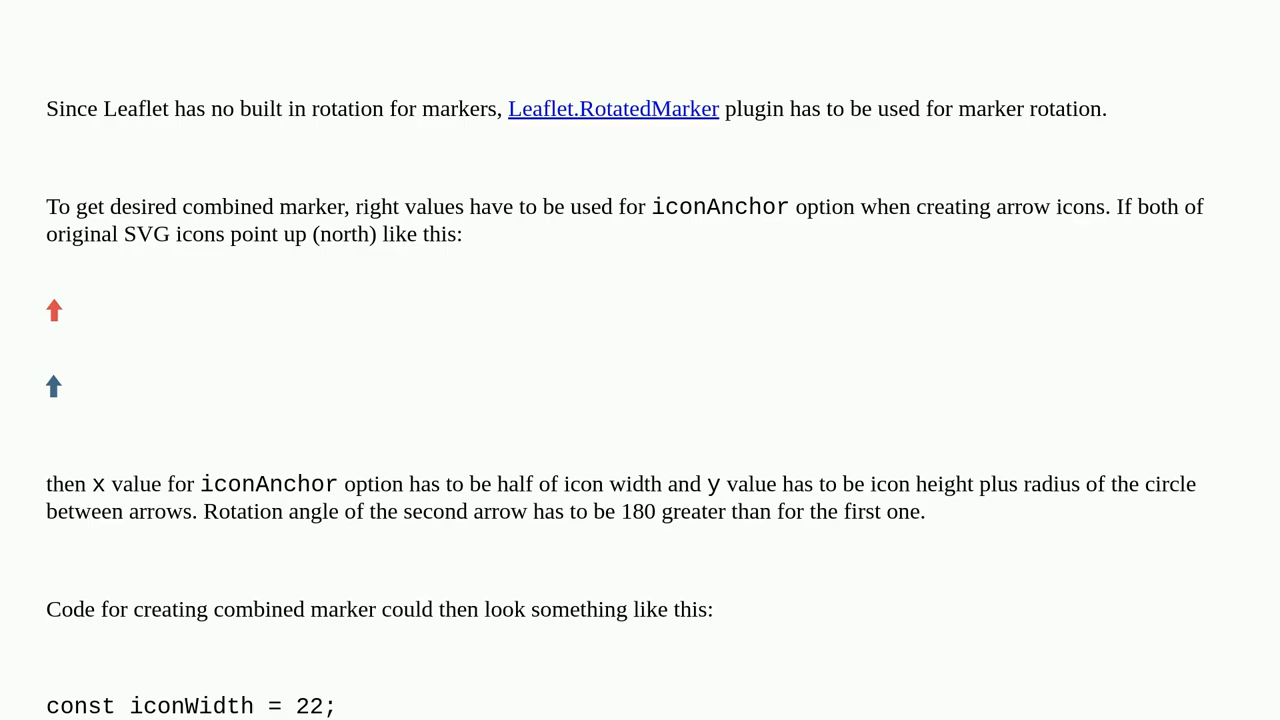 Since Leaflet has no built in rotation for markers, Leaflet.RotatedMarker plugin has to be used for marker rotation.
To get desired combined marker, right values have to be used for iconAnchor option when creating arrow icons. If both of
original SVG icons point up (north) like this:
then x value for iconAnchor option has to be half of icon width and y value has to be icon height plus radius of the circle
between arrows. Rotation angle of the second arrow has to be 180 greater than for the first one.
Code for creating combined marker could then look something like this:
const iconWidth = 22;